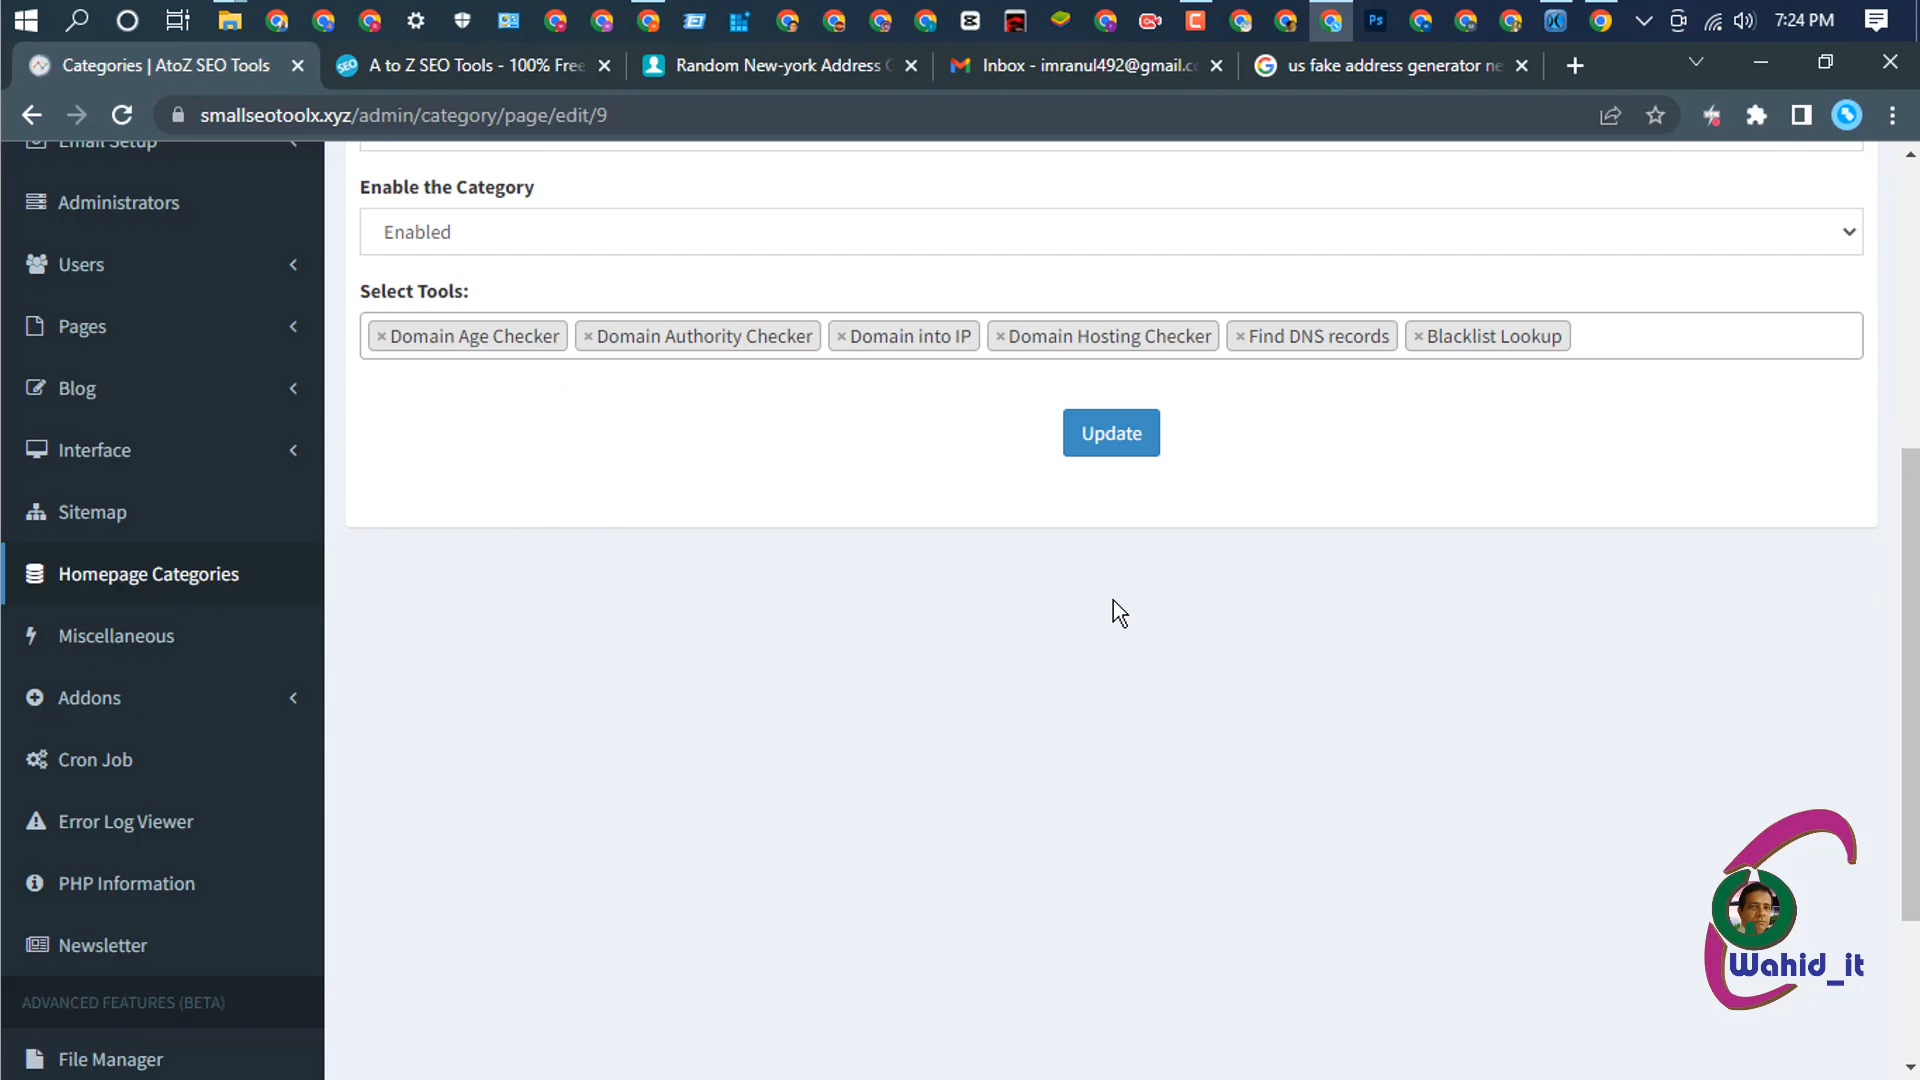 7:24 PM
Categories | AtoZ SEO Tools
A to Z SEO Tools - 100% Free
Random New-york Address G
Inbox - imranul492@gmail.co
us fake address generator ne
smallseotoolx.xyz/admin/category/page/edit/9
Email Setup
Administrators
Users
Pages
Blog
Interface
Sitemap
Homepage Categories
Miscellaneous
Addons
Cron Job
Error Log Viewer
PHP Information
Newsletter
ADVANCED FEATURES (BETA)
File Manager
Enable the Category
Enabled
Select Tools:
× Domain Age Checker × Domain Authority Checker × Domain into IP × Domain Hosting Checker × Find DNS records × Blacklist Lookup
Update
Wahid_it